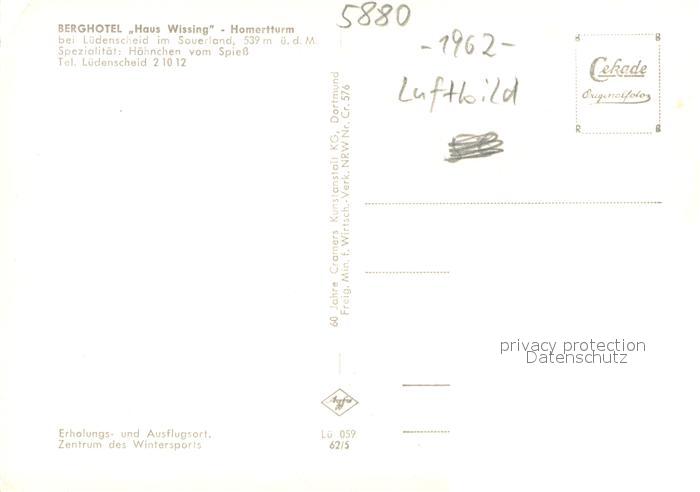 BERGHOTEL „Haus Wissing" - Homertturm
bei Lüdenscheid im Sauerland, 539 m ü. d. M.
Spezialität: Hähnchen vom Spieß
Tel. Lüdenscheid 2 10 12
5880
- 1962 -
Luftbild
Cekade
Originalfoto
60 Jahre Cramers Kunstanstalt KG, Dortmund
Freig. Min. f. Wirtsch.-Verk. NRW Nr. Cr. 576
privacy protection
Datenschutz
Agfa
Erholungs- und Ausflugsort.
Zentrum des Wintersports
Lü 059
62/5